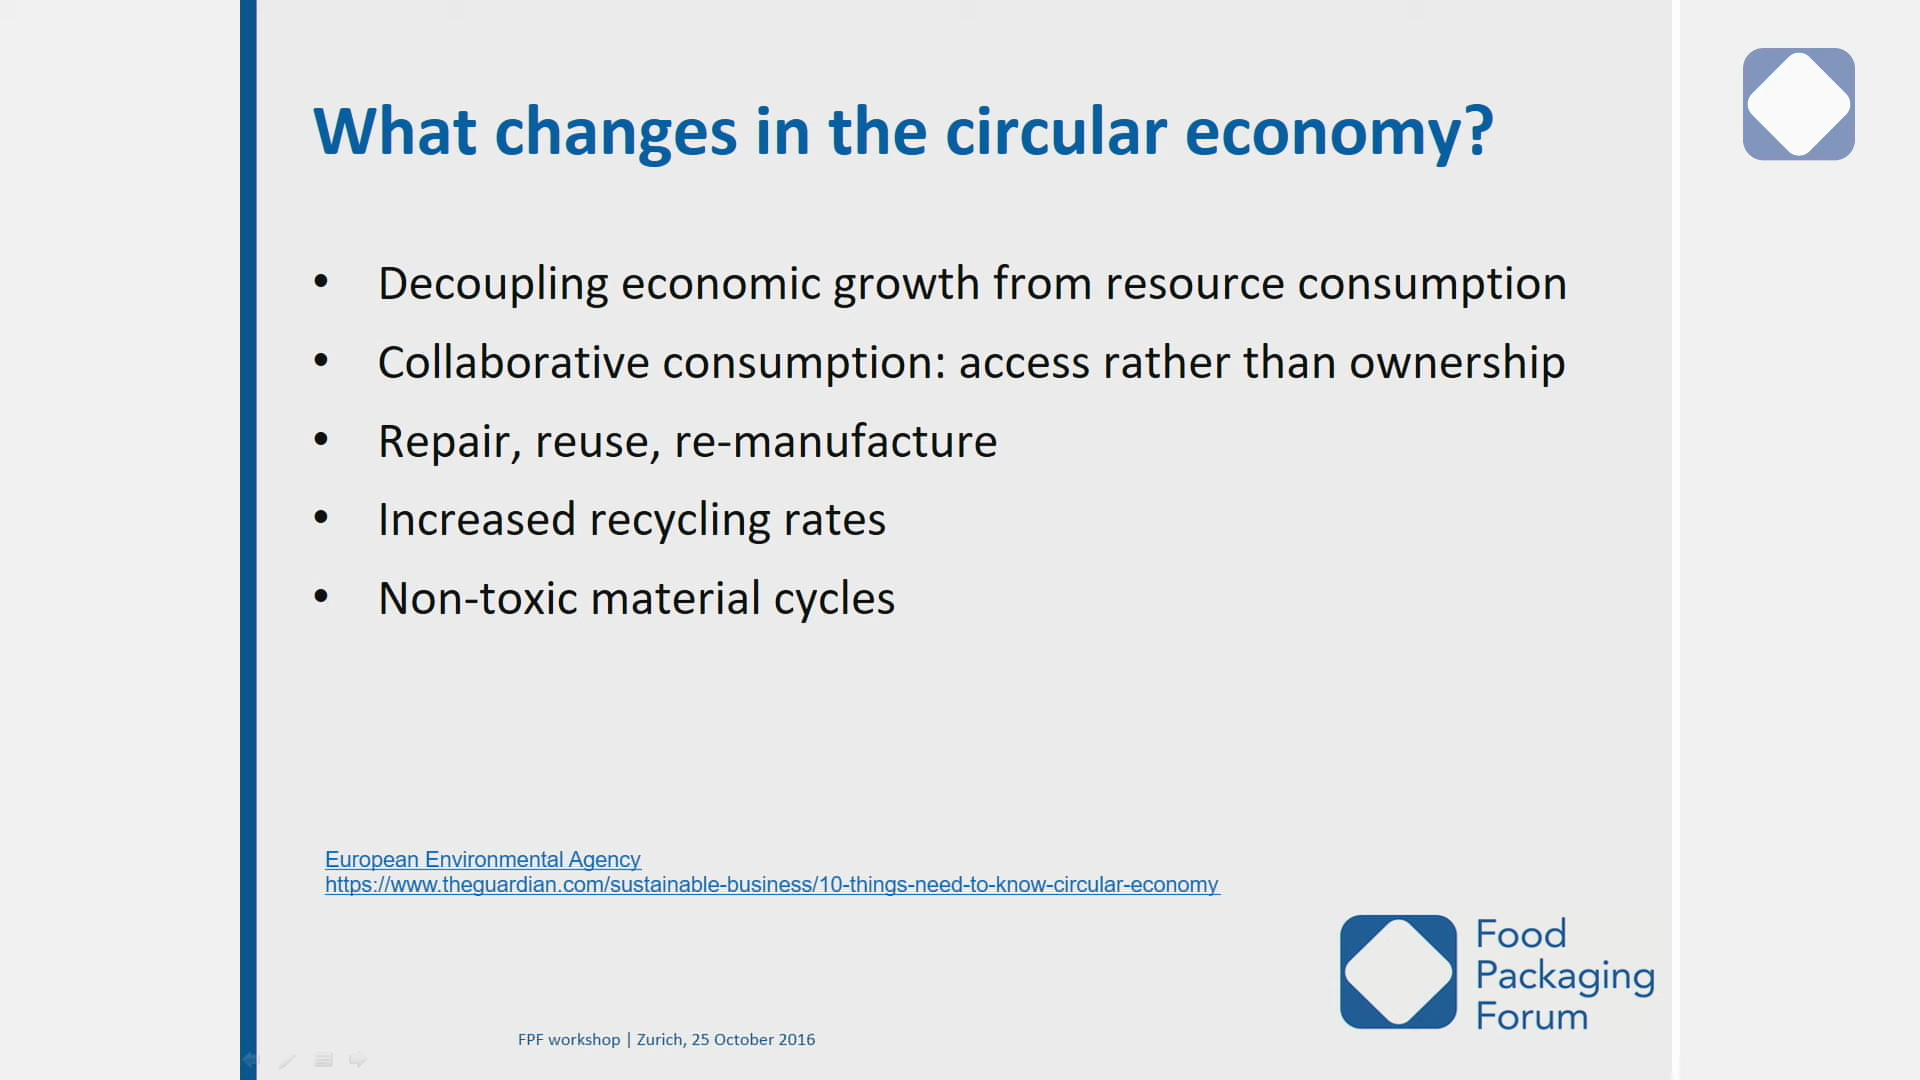 What changes in the circular economy?
• Decoupling economic growth from resource consumption
• Collaborative consumption: access rather than ownership
• Repair, reuse, re-manufacture
• Increased recycling rates
• Non-toxic material cycles
European Environmental Agency
https://www.theguardian.com/sustainable-business/10-things-need-to-know-circular-economy
Food
Packaging
Forum
FPF workshop | Zurich, 25 October 2016